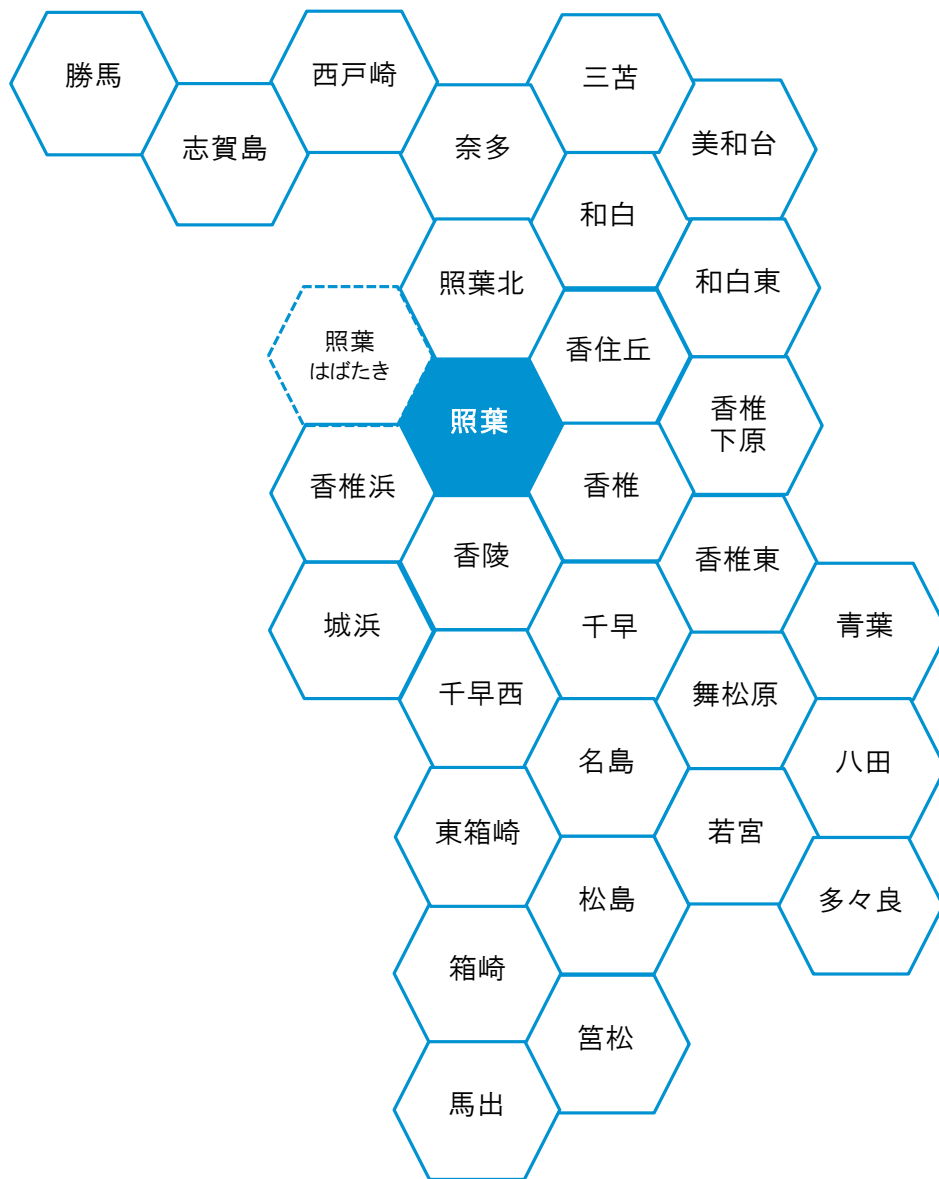 勝馬
西戸崎
三苫
志賀島
奈多
美和台
和白
照葉北
和白東
照葉
はばたき
香住丘
照葉
香椎
下原
香椎浜
香椎
香陵
香椎東
城浜
千早
青葉
千早西
舞松原
名島
八田
東箱崎
若宮
松島
多々良
箱崎
筥松
馬出